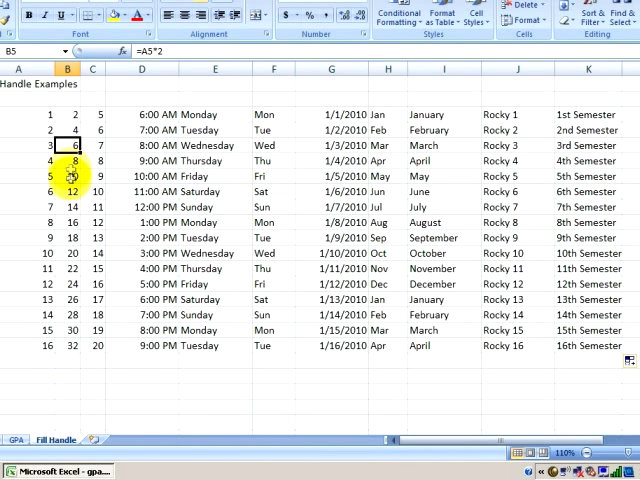 Conditional Format Cell
Formatting as Table Styles
Delete
Format
Sort & Find &
Filter Select
B I U A $ % ,
Font Alignment Number Styles Cells Editing
B5 fx =A5*2
A B C D E F G H I J K
Handle Examples
1 2 5 6:00 AM Monday Mon 1/1/2010 Jan January Rocky 1 1st Semester
2 4 6 7:00 AM Tuesday Tue 1/2/2010 Feb February Rocky 2 2nd Semester
3 6 7 8:00 AM Wednesday Wed 1/3/2010 Mar March Rocky 3 3rd Semester
4 8 8 9:00 AM Thursday Thu 1/4/2010 Apr April Rocky 4 4th Semester
5 10 9 10:00 AM Friday Fri 1/5/2010 May May Rocky 5 5th Semester
6 12 10 11:00 AM Saturday Sat 1/6/2010 Jun June Rocky 6 6th Semester
7 14 11 12:00 PM Sunday Sun 1/7/2010 Jul July Rocky 7 7th Semester
8 16 12 1:00 PM Monday Mon 1/8/2010 Aug August Rocky 8 8th Semester
9 18 13 2:00 PM Tuesday Tue 1/9/2010 Sep September Rocky 9 9th Semester
10 20 14 3:00 PM Wednesday Wed 1/10/2010 Oct October Rocky 10 10th Semester
11 22 15 4:00 PM Thursday Thu 1/11/2010 Nov November Rocky 11 11th Semester
12 24 16 5:00 PM Friday Fri 1/12/2010 Dec December Rocky 12 12th Semester
13 26 17 6:00 PM Saturday Sat 1/13/2010 Jan January Rocky 13 13th Semester
14 28 18 7:00 PM Sunday Sun 1/14/2010 Feb February Rocky 14 14th Semester
15 30 19 8:00 PM Monday Mon 1/15/2010 Mar March Rocky 15 15th Semester
16 32 20 9:00 PM Tuesday Tue 1/16/2010 Apr April Rocky 16 16th Semester
GPA Fill Handle
110%
Microsoft Excel - gpa....